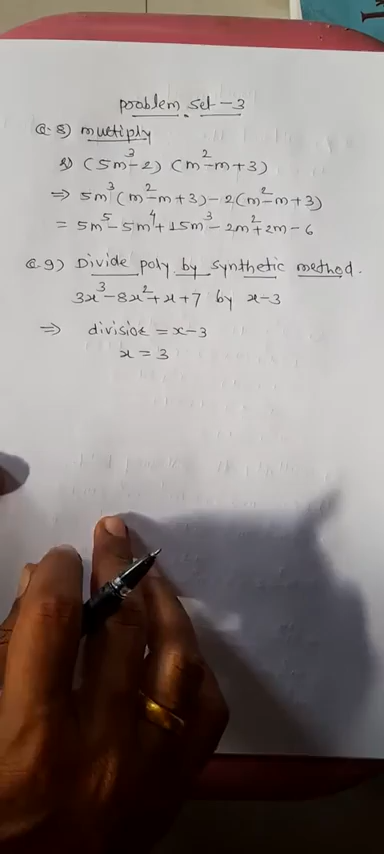 problem set - 3
Q.8) multiply
2) (5m³-2) (m²-m+3)
⇒ 5m³(m²-m+3)-2(m²-m+3)
= 5m⁵-5m⁴+15m³-2m²+2m-6
Q.9) Divide poly by synthetic method.
3x³-8x²+x+7 by x-3
⇒ divisior = x-3
x = 3